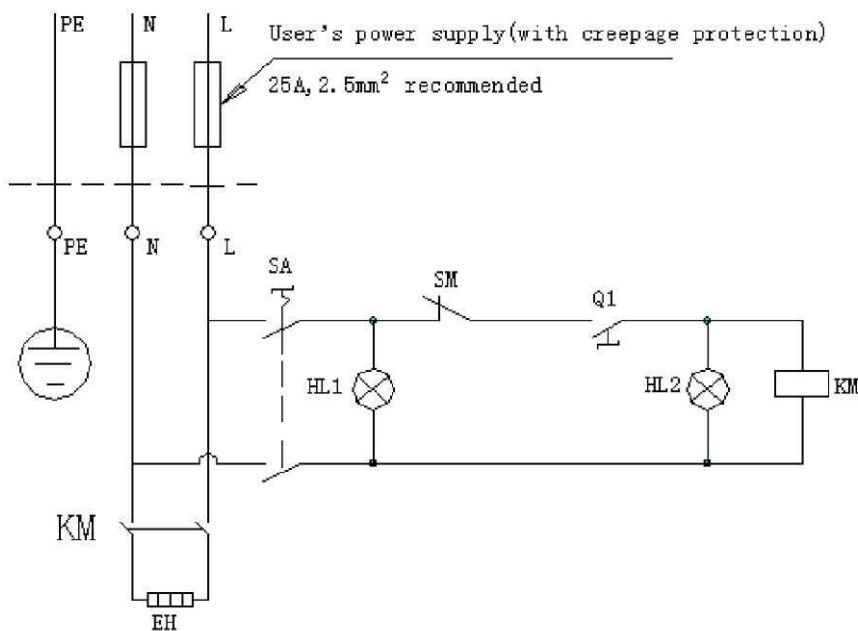 PE N L
User's power supply(with creepage protection)
25A,2.5mm² recommended
PE N L
SA
SM
Q1
HL1
HL2
KM
KM
EH